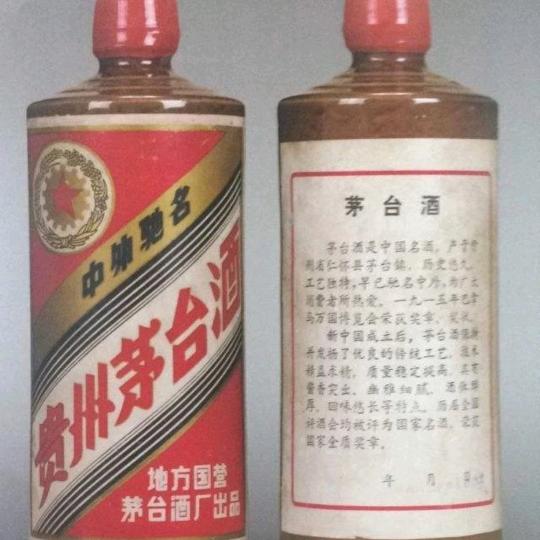 中外驰名
贵州茅台酒
地方国营
茅台酒厂出品
茅台酒
茅台酒是中国名酒，产于贵
州省仁怀县茅台镇，历史悠久，
工艺独特，早已驰名中外，为广大
消费者所热爱。一九一五年巴拿
马万国博览会荣获奖章、奖状。
新中国成立后，茅台酒保持
并发扬了优良的传统工艺，技术
精益求精，质量稳定提高，具有
酱香突出、幽雅细腻、酒体醇
厚、回味悠长等特点。历届全国
评酒会均被评为国家名酒，荣获
国家金质奖章。
年 月 日